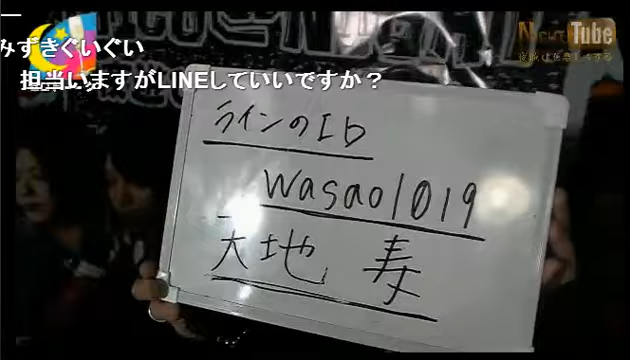 みずきぐいぐい
担当いますがLINEしていいですか？
Tube
ラインのID
wasao1019
大地 寿